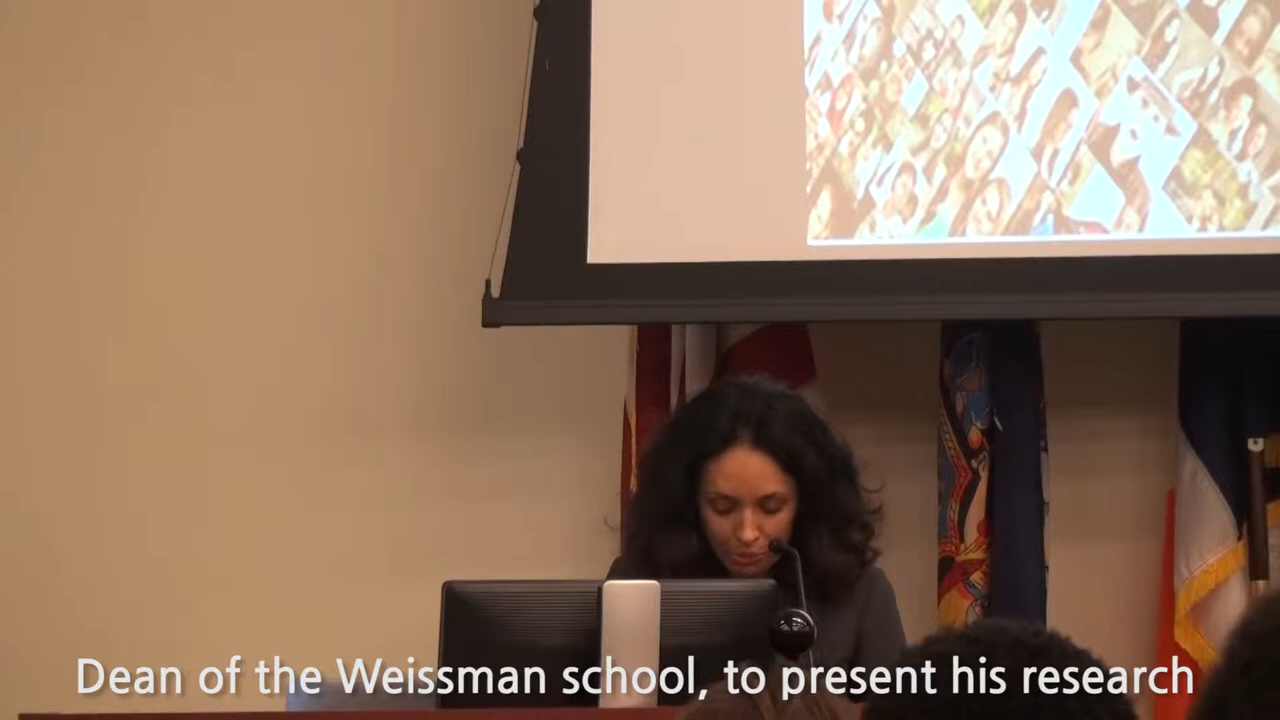 Dean of the Weissman school, to present his research